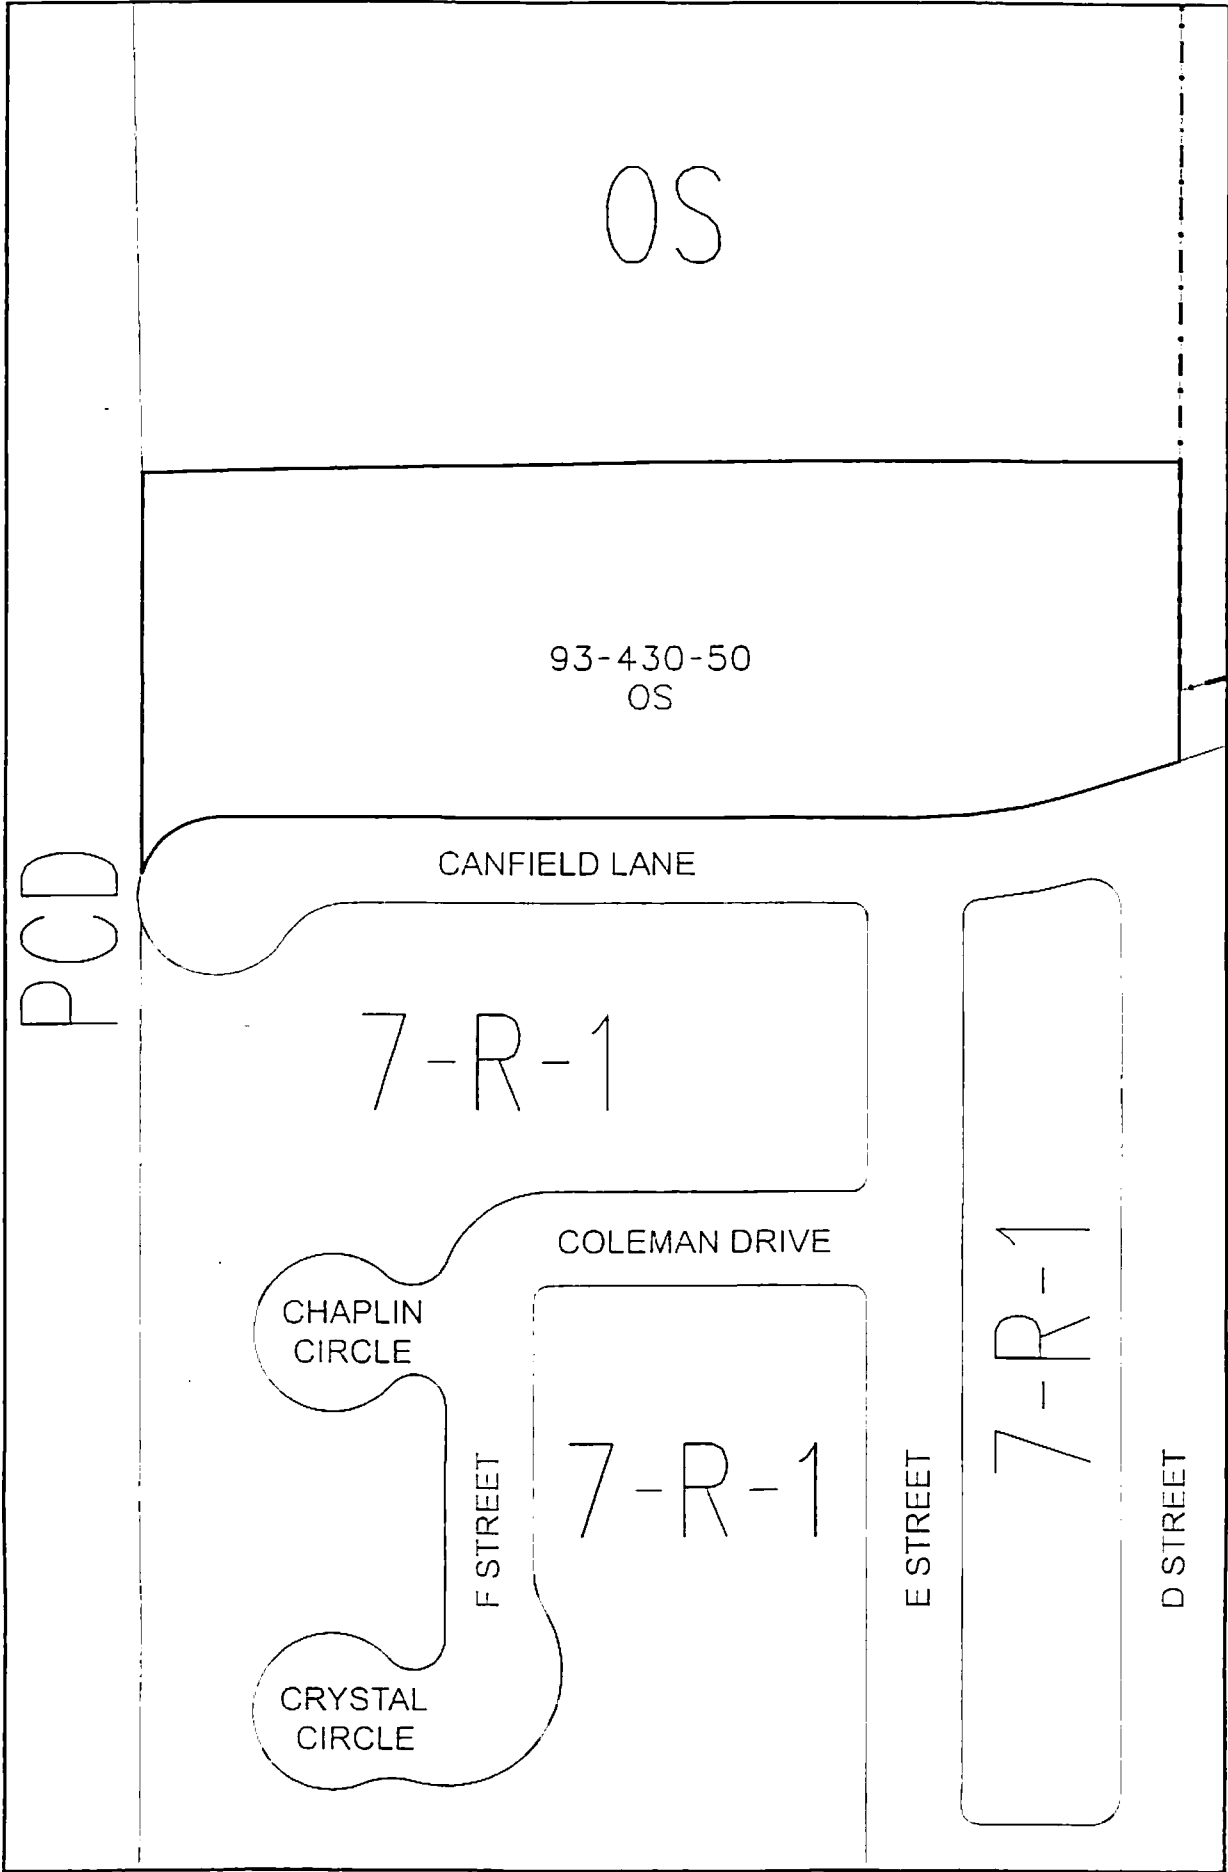 OS
93-430-50
OS
PCD
CANFIELD LANE
7-R-1
COLEMAN DRIVE
CHAPLIN
CIRCLE
7-R-1
F STREET
7-R-1
E STREET
D STREET
CRYSTAL
CIRCLE